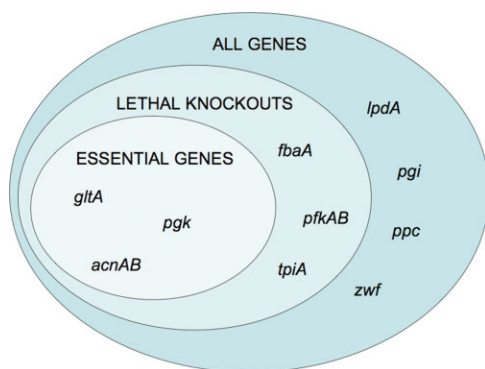 ALL GENES
LETHAL KNOCKOUTS
lpdA
ESSENTIAL GENES
fbaA
pgi
gltA
pgk
pfkAB
ppc
acnAB
tpiA
zwf